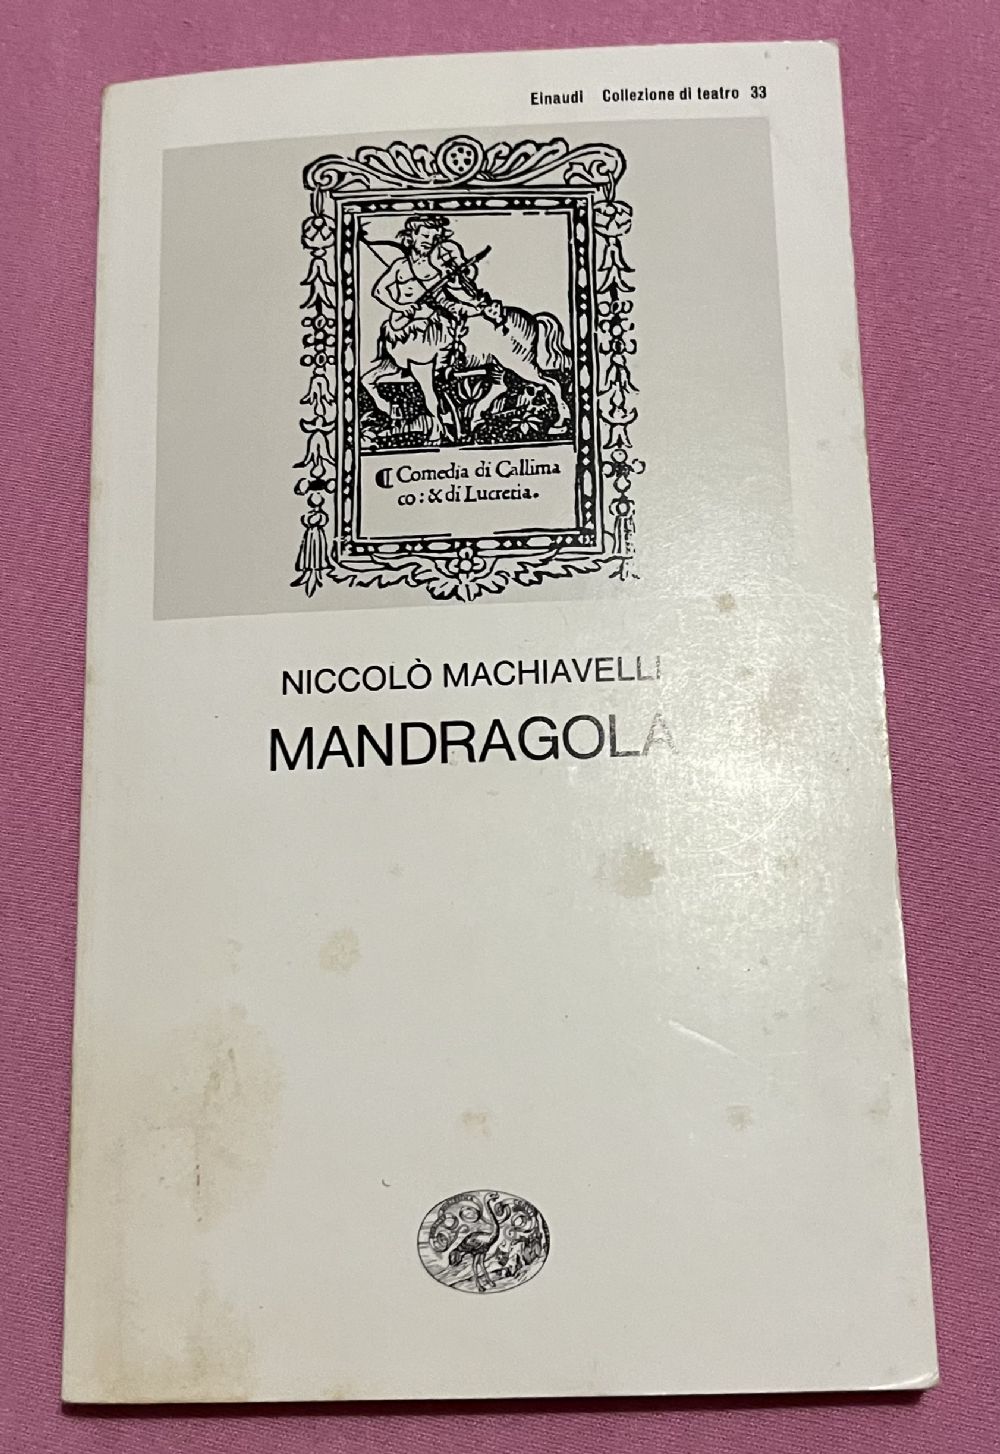 Einaudi Collezione di teatro 33
¶ Comedia di Callima
co: & di Lucretia.
NICCOLÒ MACHIAVELLI
MANDRAGOLA